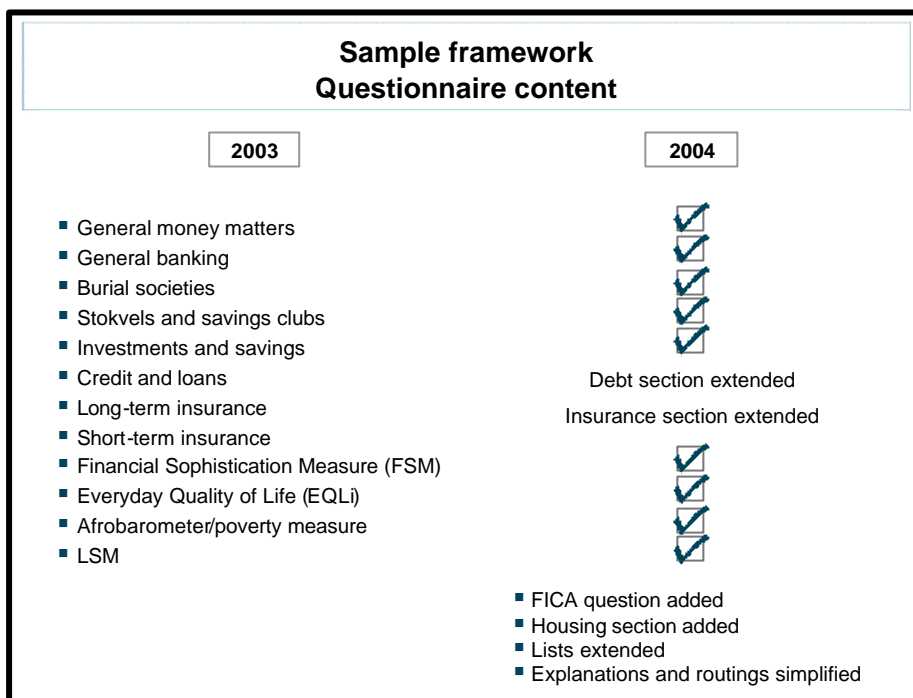 Sample framework
Questionnaire content
2003
2004
▪ General money matters
▪ General banking
▪ Burial societies
▪ Stokvels and savings clubs
▪ Investments and savings
▪ Credit and loans
▪ Long-term insurance
▪ Short-term insurance
▪ Financial Sophistication Measure (FSM)
▪ Everyday Quality of Life (EQLi)
▪ Afrobarometer/poverty measure
▪ LSM
Debt section extended
Insurance section extended
▪ FICA question added
▪ Housing section added
▪ Lists extended
▪ Explanations and routings simplified